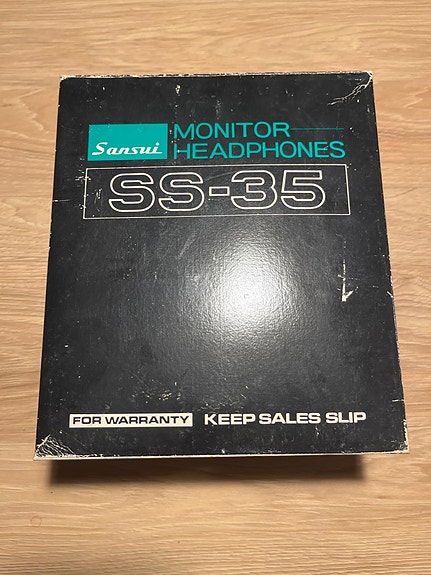 Sansui
MONITOR
HEADPHONES
SS-35
FOR WARRANTY KEEP SALES SLIP